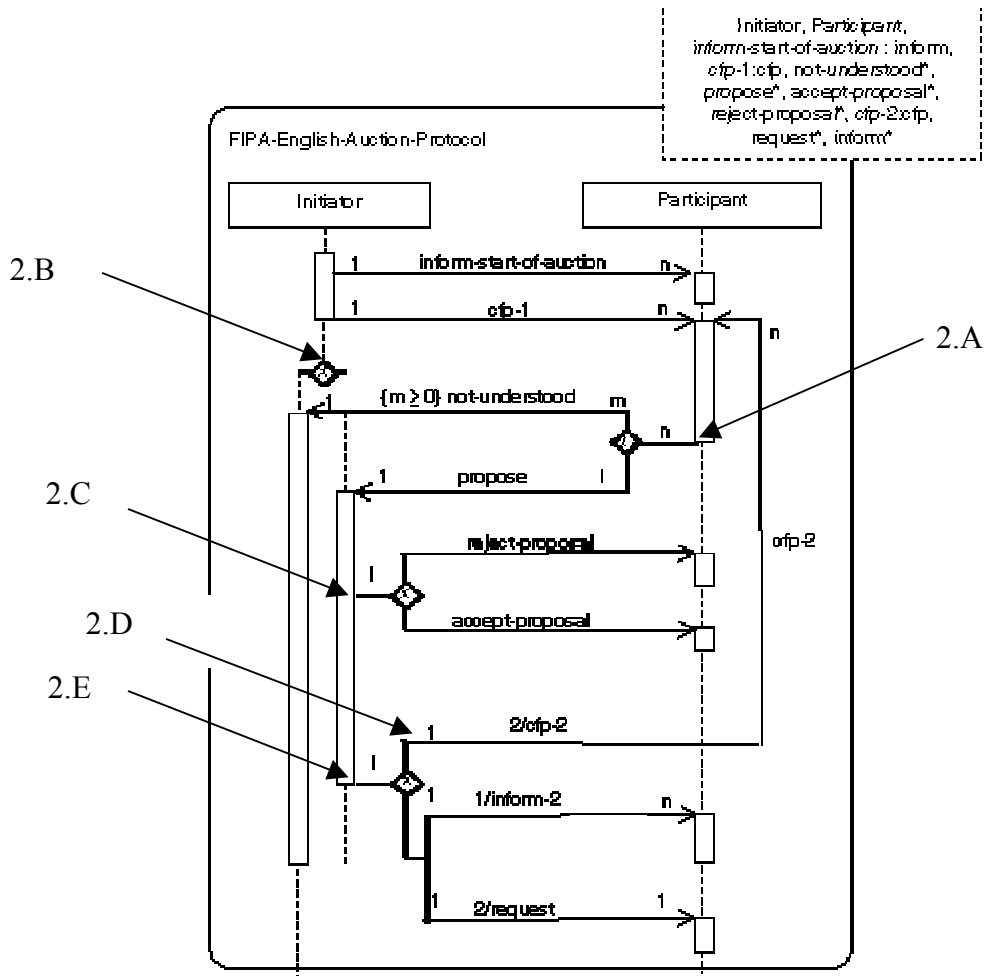 Initiator, Participant,
inform-start-of-auction : inform,
cfp-1:cfp, not-understood*,
propose*, accept-proposal*,
reject-proposal*, cfp-2:cfp,
request*, inform*
FIPA-English-Auction-Protocol
Initiator
Participant
1 inform-start-of-auction n
2.B
1 cfp-1 n
n
2.A
{m ≥ 0} not-understood m
1
n
1 propose l
2.C
reject-proposal
cfp-2
l
accept-proposal
2.D
2.E
1 2/cfp-2
l
1 1/inform-2 n
1 2/request 1